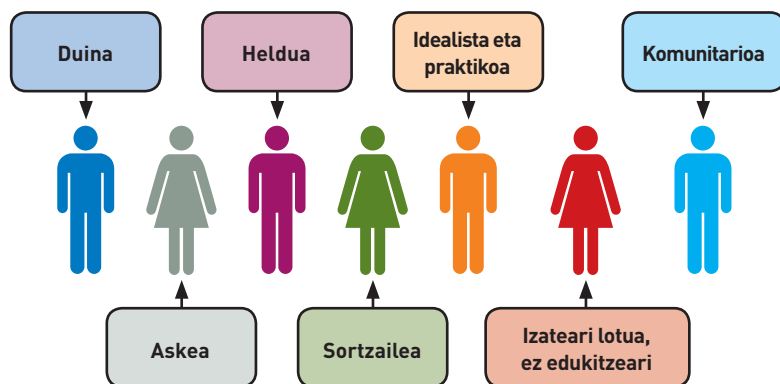 Duina
Heldua
Idealista eta
praktikoa
Komunitarioa
Askea
Sortzailea
Izateari lotua,
ez edukitzeari